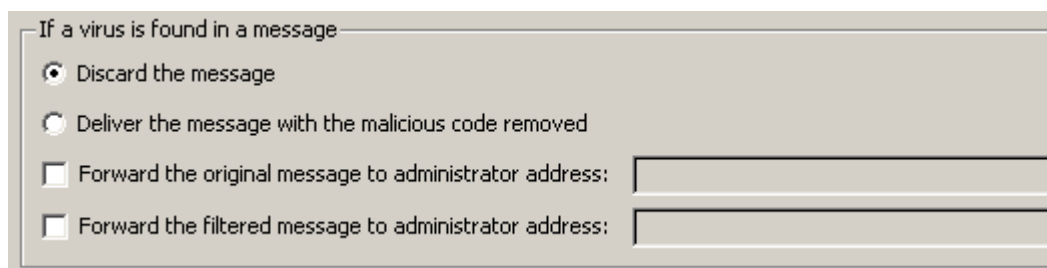 If a virus is found in a message
Discard the message
Deliver the message with the malicious code removed
Forward the original message to administrator address:
Forward the filtered message to administrator address: